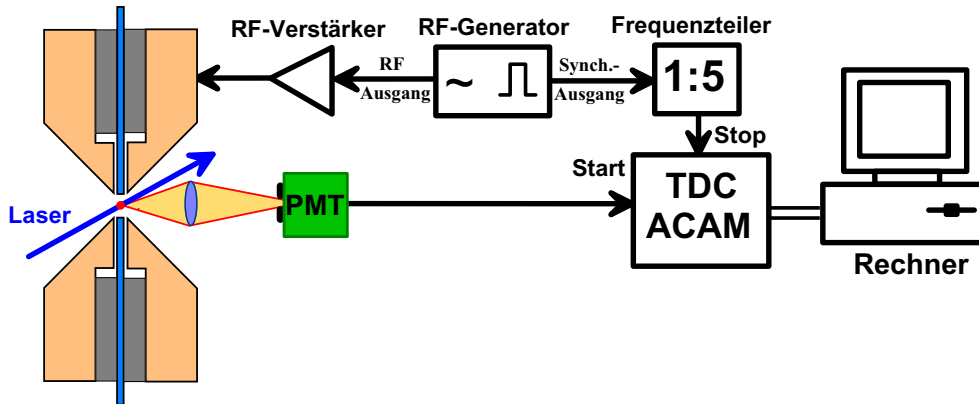 RF-Verstärker
RF-Generator
Frequenzteiler
RF
Ausgang
~
Synch.-
Ausgang
1:5
Stop
Start
Laser
PMT
TDC
ACAM
Rechner